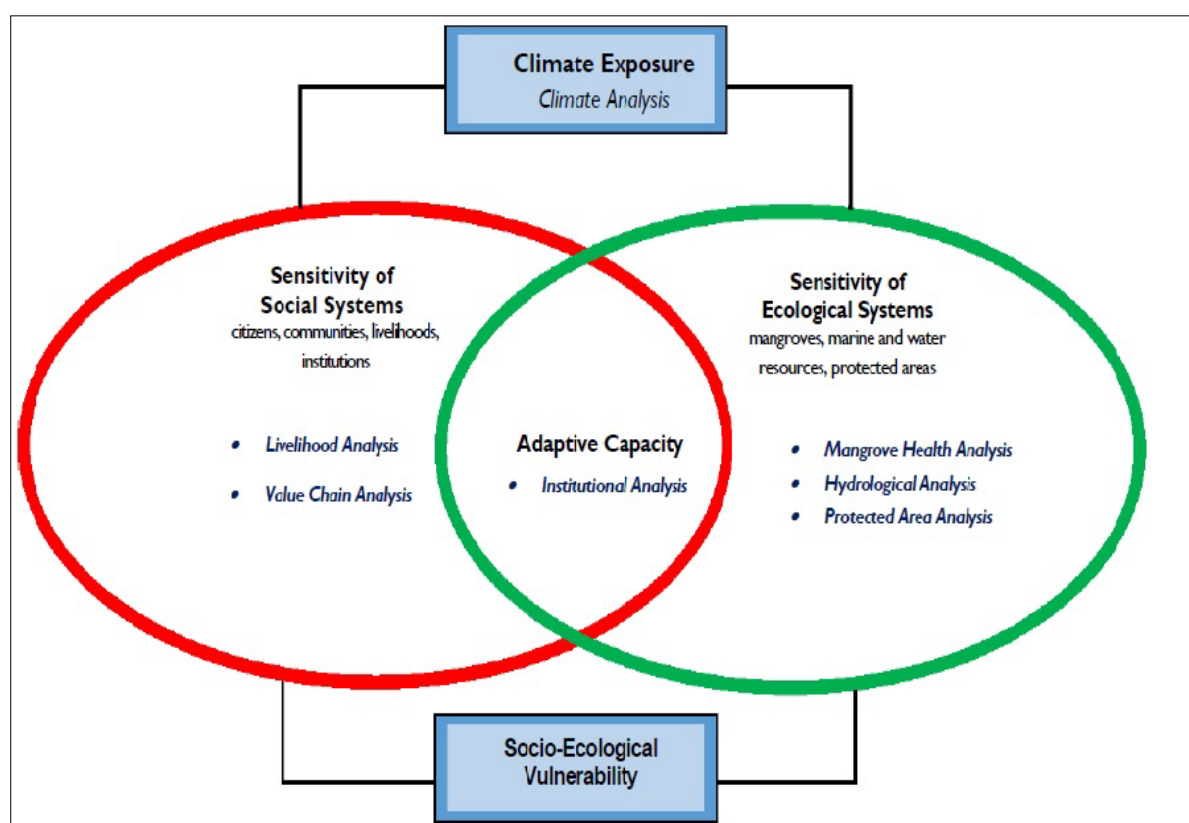 Climate Exposure
Climate Analysis
Sensitivity of
Social Systems
citizens, communities, livelihoods,
institutions
• Livelihood Analysis
• Value Chain Analysis
Adaptive Capacity
• Institutional Analysis
Sensitivity of
Ecological Systems
mangroves, marine and water
resources, protected areas
• Mangrove Health Analysis
• Hydrological Analysis
• Protected Area Analysis
Socio-Ecological
Vulnerability